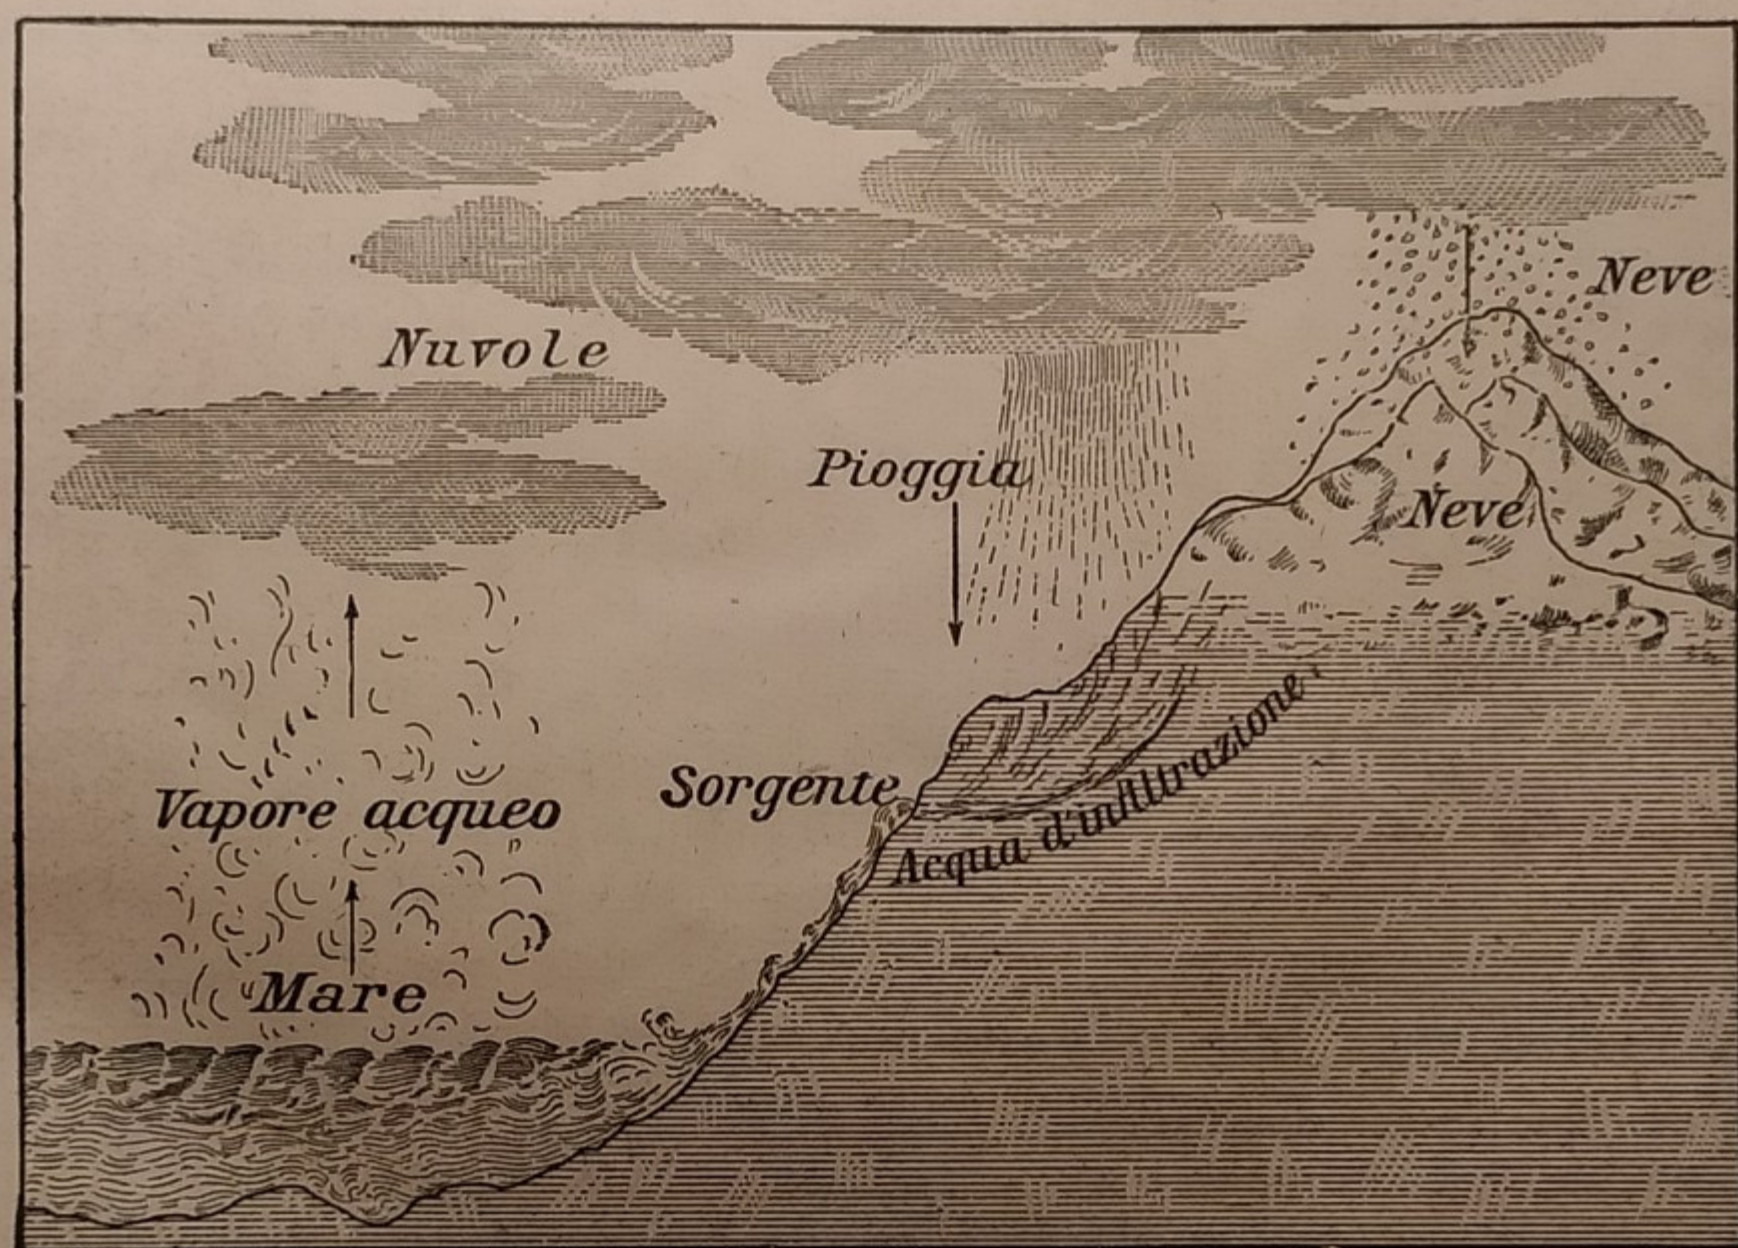 Neve
Nuvole
Pioggia
Neve
Sorgente
Vapore acqueo
Acqua d'infiltrazione
Mare